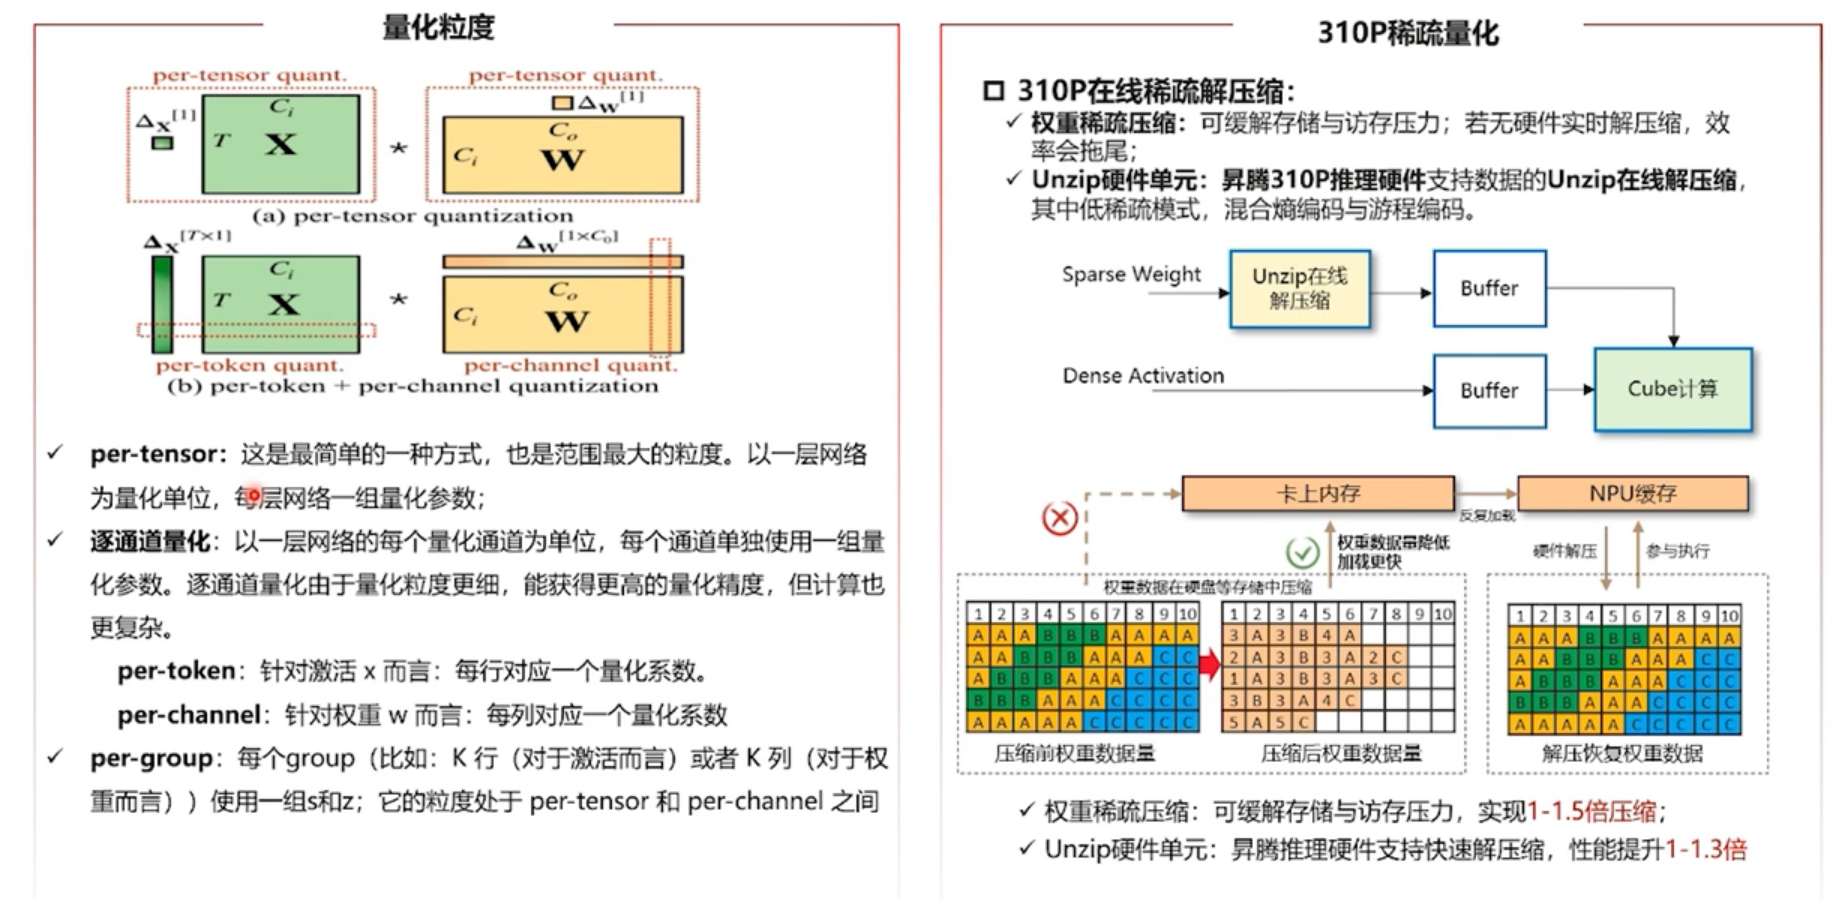 量化粒度
per-tensor quant.
per-tensor quant.
Δx[1]
Ci
T X
*
Δw[1]
Co
Ci W
(a) per-tensor quantization
Δx[T×1]
Ci
T X
*
Δw[1×Co]
Co
Ci W
per-token quant.
per-channel quant.
(b) per-token + per-channel quantization
✓ per-tensor：这是最简单的一种方式，也是范围最大的粒度。以一层网络
为量化单位，每层网络一组量化参数；
✓ 逐通道量化：以一层网络的每个量化通道为单位，每个通道单独使用一组量
化参数。逐通道量化由于量化粒度更细，能获得更高的量化精度，但计算也
更复杂。
per-token：针对激活 x 而言：每行对应一个量化系数。
per-channel：针对权重 w 而言：每列对应一个量化系数
✓ per-group：每个group（比如：K 行（对于激活而言）或者 K 列（对于权
重而言））使用一组s和z；它的粒度处于 per-tensor 和 per-channel 之间
310P稀疏量化
310P在线稀疏解压缩：
✓ 权重稀疏压缩：可缓解存储与访存压力；若无硬件实时解压缩，效
率会拖尾；
✓ Unzip硬件单元：昇腾310P推理硬件支持数据的Unzip在线解压缩，
其中低稀疏模式，混合熵编码与游程编码。
Sparse Weight
Unzip在线
解压缩
Buffer
Dense Activation
Buffer
Cube计算
卡上内存
反复加载
NPU缓存
权重数据量降低
加载更快
硬件解压
参与执行
权重数据在硬盘等存储中压缩
1 2 3 4 5 6 7 8 9 10
A A A B B B A A A A
A A B B B A A A C C
A B B B A A A C C C
B B B A A A C C C C
A A A A A C C C C C
压缩前权重数据量
1 2 3 4 5 6 7 8 9 10
3 A 3 B 4 A
2 A 3 B 3 A 2 C
1 A 3 B 3 A 3 C
3 B 3 A 4 C
5 A 5 C
压缩后权重数据量
1 2 3 4 5 6 7 8 9 10
A A A B B B A A A A
A A B B B A A A C C
A B B B A A A C C C
B B B A A A C C C C
A A A A A C C C C C
解压恢复权重数据
✓ 权重稀疏压缩：可缓解存储与访存压力，实现1-1.5倍压缩；
✓ Unzip硬件单元：昇腾推理硬件支持快速解压缩，性能提升1-1.3倍